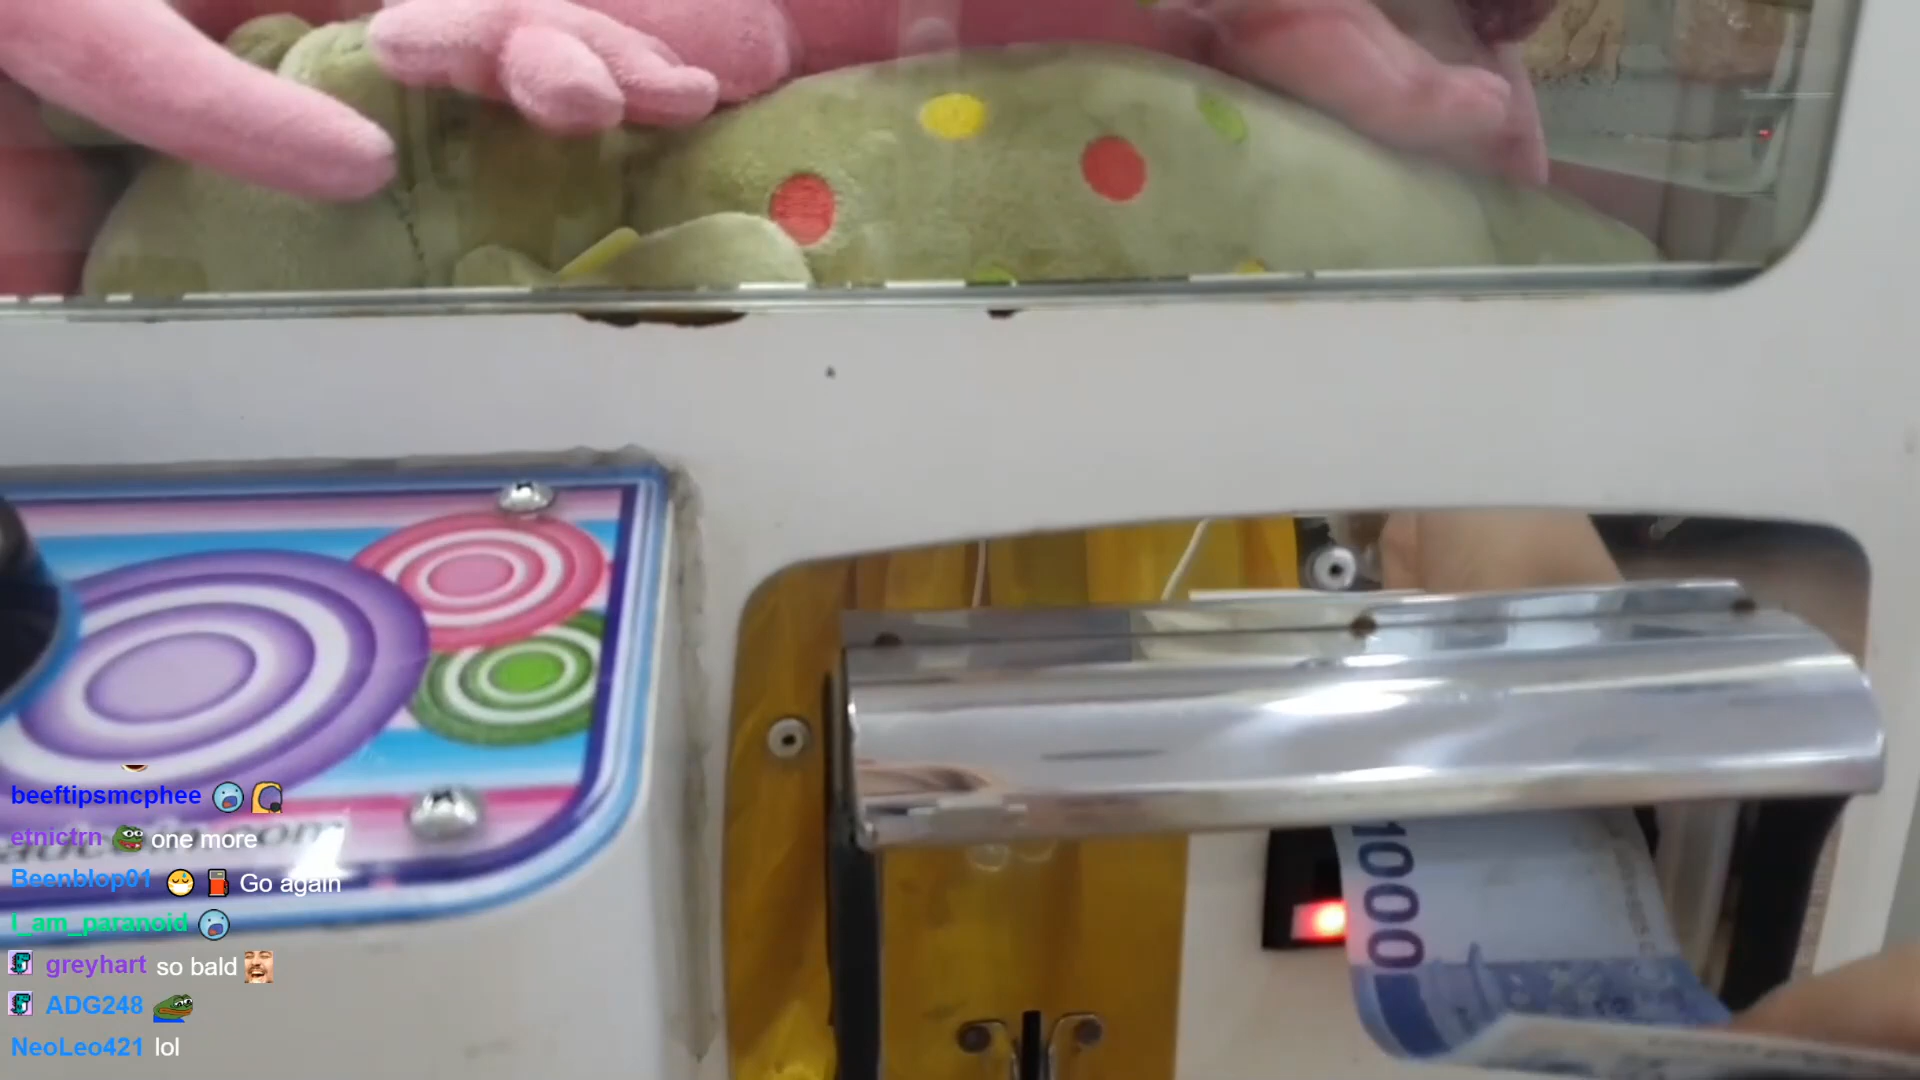 1000
beeftipsmcphee
etnictrn one more
Beenblop01 Go again
I_am_paranoid
greyhart so bald
ADG248
NeoLeo421 lol